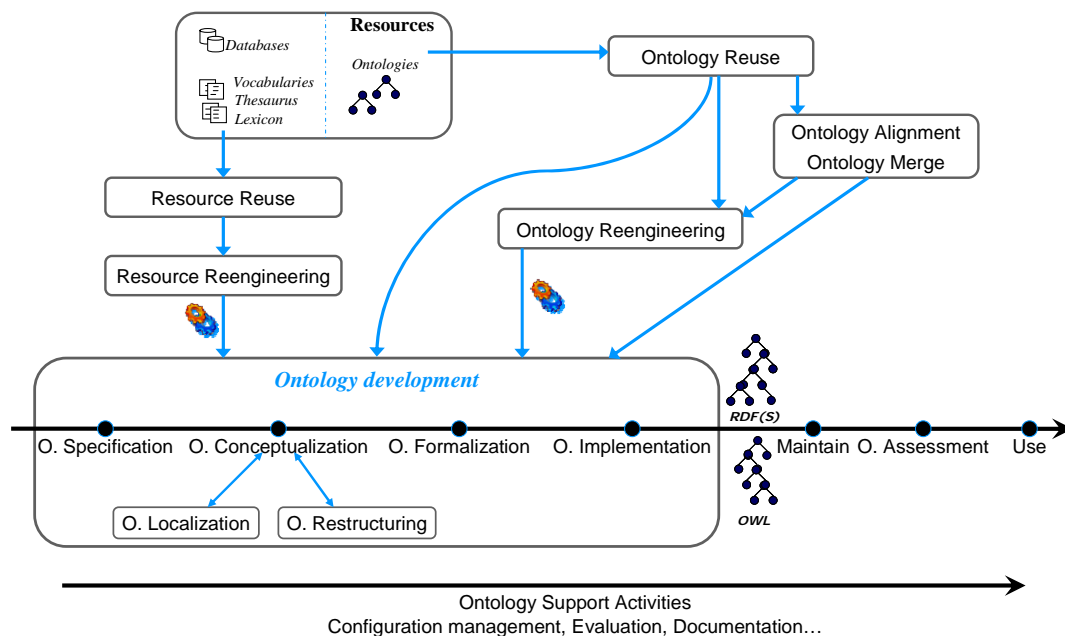 Resources
Databases
Ontologies
Vocabularies
Thesaurus
Lexicon
Ontology Reuse
Ontology Alignment
Ontology Merge
Resource Reuse
Ontology Reengineering
Resource Reengineering
Ontology development
RDF(S)
O. Specification
O. Conceptualization
O. Formalization
O. Implementation
Maintain
O. Assessment
Use
O. Localization
O. Restructuring
OWL
Ontology Support Activities
Configuration management, Evaluation, Documentation…